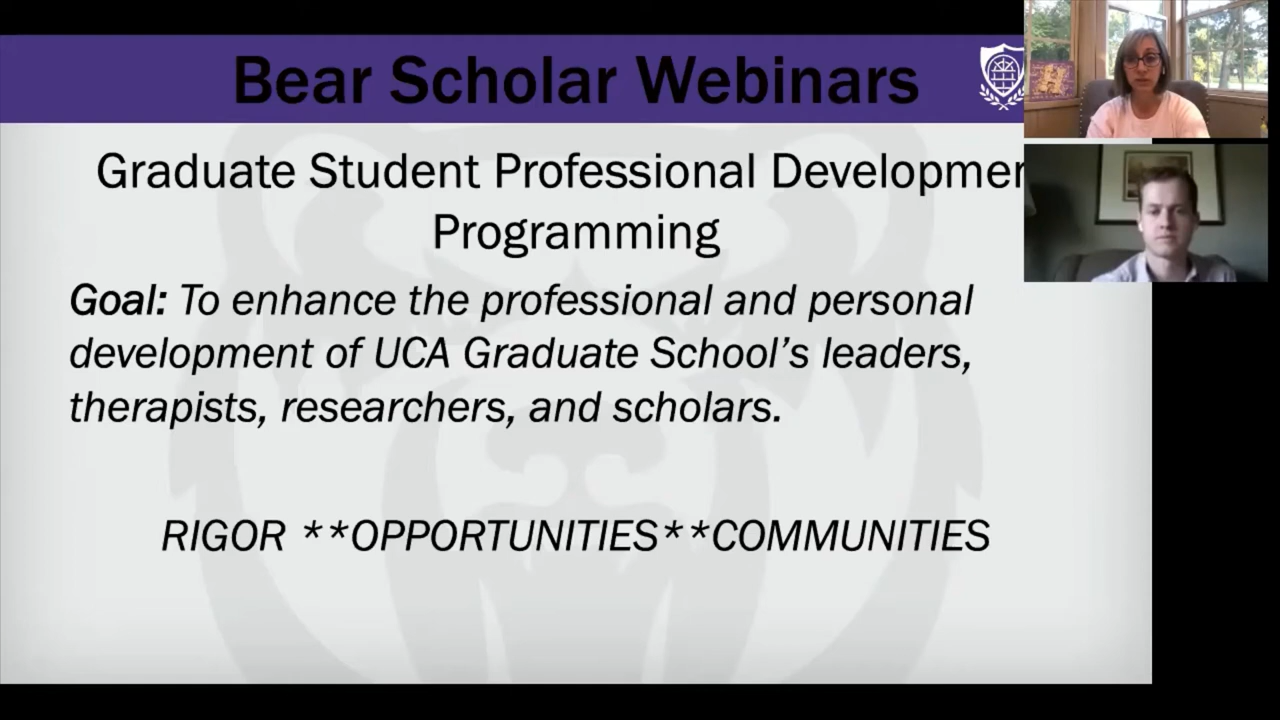 Bear Scholar Webinars
Graduate Student Professional Developmen
Programming
Goal: To enhance the professional and personal
development of UCA Graduate School's leaders,
therapists, researchers, and scholars.
RIGOR **OPPORTUNITIES**COMMUNITIES